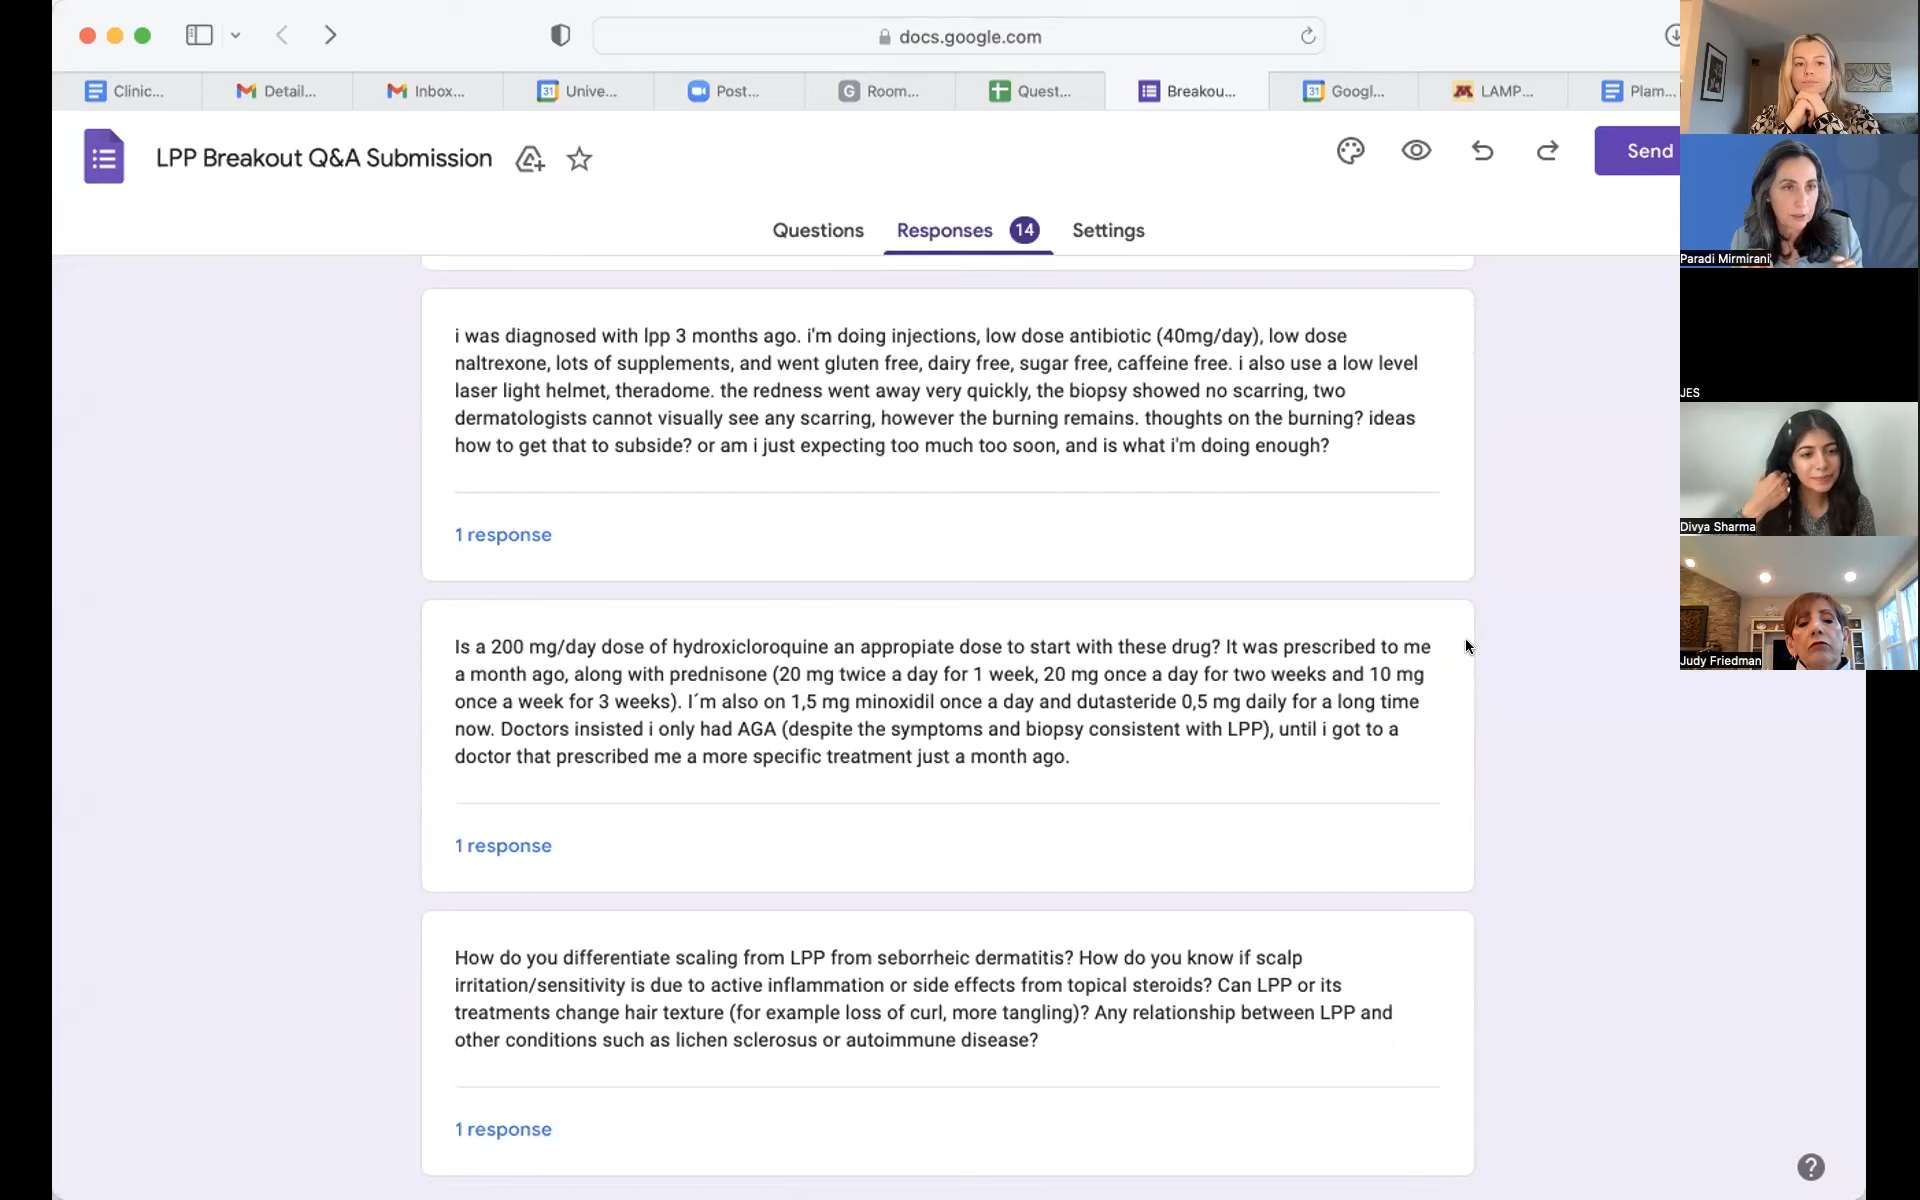 docs.google.com
Clinic...
Detail...
Inbox...
31
Unive...
Post...
G
Room...
Quest...
Breakou...
31
Googl...
LAMP...
Plam...
LPP Breakout Q&A Submission
Send
Questions
Responses
14
Settings
i was diagnosed with lpp 3 months ago. i'm doing injections, low dose antibiotic (40mg/day), low dose
naltrexone, lots of supplements, and went gluten free, dairy free, sugar free, caffeine free. i also use a low level
laser light helmet, theradome. the redness went away very quickly, the biopsy showed no scarring, two
dermatologists cannot visually see any scarring, however the burning remains. thoughts on the burning? ideas
how to get that to subside? or am i just expecting too much too soon, and is what i'm doing enough?
1 response
Is a 200 mg/day dose of hydroxicloroquine an appropiate dose to start with these drug? It was prescribed to me
a month ago, along with prednisone (20 mg twice a day for 1 week, 20 mg once a day for two weeks and 10 mg
once a week for 3 weeks). I´m also on 1,5 mg minoxidil once a day and dutasteride 0,5 mg daily for a long time
now. Doctors insisted i only had AGA (despite the symptoms and biopsy consistent with LPP), until i got to a
doctor that prescribed me a more specific treatment just a month ago.
1 response
How do you differentiate scaling from LPP from seborrheic dermatitis? How do you know if scalp
irritation/sensitivity is due to active inflammation or side effects from topical steroids? Can LPP or its
treatments change hair texture (for example loss of curl, more tangling)? Any relationship between LPP and
other conditions such as lichen sclerosus or autoimmune disease?
1 response
Paradi Mirmirani
JES
Divya Sharma
Judy Friedman